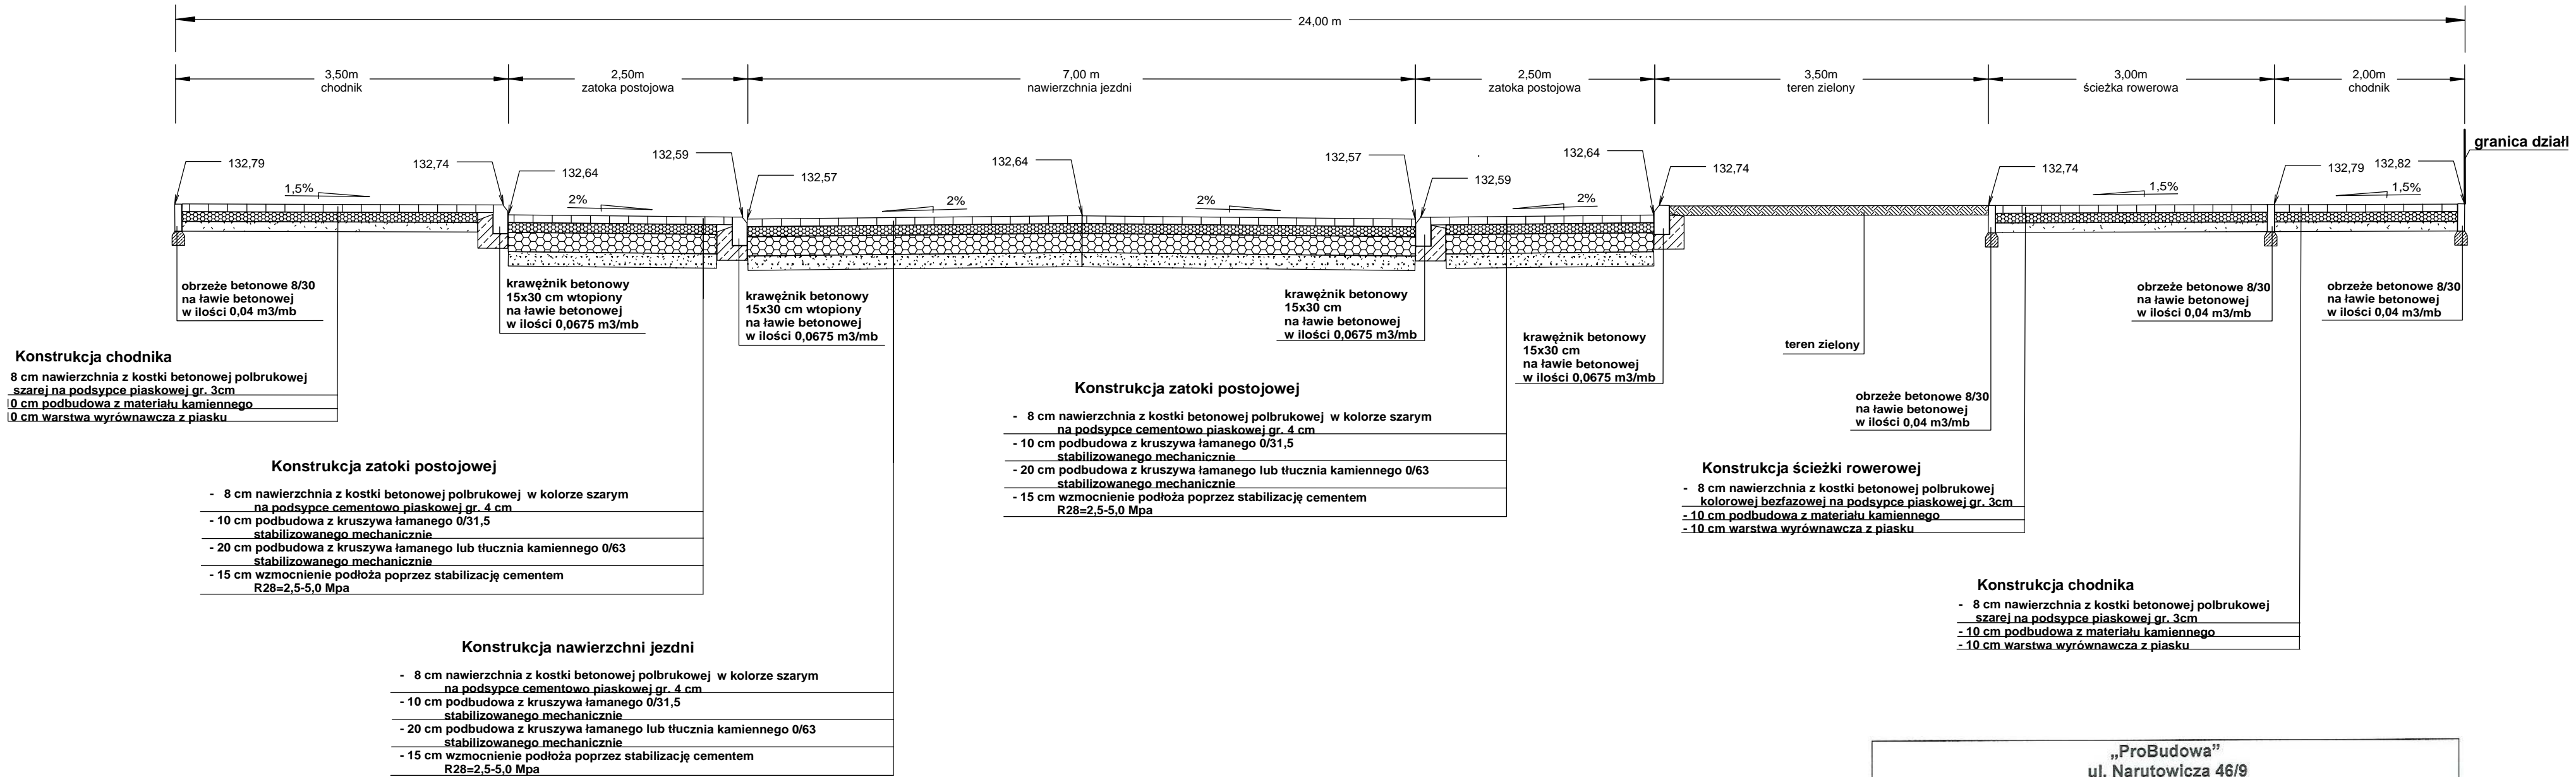 24,00 m
3,50m
chodnik
2,50m
zatoka postojowa
7,00 m
nawierzchnia jezdni
2,50m
zatoka postojowa
3,50m
teren zielony
3,00m
ścieżka rowerowa
2,00m
chodnik
granica działl
132,79
132,74
132,64
132,59
132,57
132,64
132,57
132,59
132,64
132,74
132,74
132,79
132,82
1,5%
2%
2%
2%
2%
1,5%
1,5%
obrzeże betonowe 8/30
na ławie betonowej
w ilości 0,04 m3/mb
krawężnik betonowy
15x30 cm wtopiony
na ławie betonowej
w ilości 0,0675 m3/mb
krawężnik betonowy
15x30 cm wtopiony
na ławie betonowej
w ilości 0,0675 m3/mb
krawężnik betonowy
15x30 cm
na ławie betonowej
w ilości 0,0675 m3/mb
krawężnik betonowy
15x30 cm
na ławie betonowej
w ilości 0,0675 m3/mb
teren zielony
obrzeże betonowe 8/30
na ławie betonowej
w ilości 0,04 m3/mb
obrzeże betonowe 8/30
na ławie betonowej
w ilości 0,04 m3/mb
obrzeże betonowe 8/30
na ławie betonowej
w ilości 0,04 m3/mb
Konstrukcja chodnika
8 cm nawierzchnia z kostki betonowej polbrukowej
szarej na podsypce piaskowej gr. 3cm
0 cm podbudowa z materiału kamiennego
0 cm warstwa wyrównawcza z piasku
Konstrukcja zatoki postojowej
- 8 cm nawierzchnia z kostki betonowej polbrukowej w kolorze szarym
na podsypce cementowo piaskowej gr. 4 cm
- 10 cm podbudowa z kruszywa łamanego 0/31,5
stabilizowanego mechanicznie
- 20 cm podbudowa z kruszywa łamanego lub tłucznia kamiennego 0/63
stabilizowanego mechanicznie
- 15 cm wzmocnienie podłoża poprzez stabilizację cementem
R28=2,5-5,0 Mpa
Konstrukcja nawierzchni jezdni
- 8 cm nawierzchnia z kostki betonowej polbrukowej w kolorze szarym
na podsypce cementowo piaskowej gr. 4 cm
- 10 cm podbudowa z kruszywa łamanego 0/31,5
stabilizowanego mechanicznie
- 20 cm podbudowa z kruszywa łamanego lub tłucznia kamiennego 0/63
stabilizowanego mechanicznie
- 15 cm wzmocnienie podłoża poprzez stabilizację cementem
R28=2,5-5,0 Mpa
Konstrukcja zatoki postojowej
- 8 cm nawierzchnia z kostki betonowej polbrukowej w kolorze szarym
na podsypce cementowo piaskowej gr. 4 cm
- 10 cm podbudowa z kruszywa łamanego 0/31,5
stabilizowanego mechanicznie
- 20 cm podbudowa z kruszywa łamanego lub tłucznia kamiennego 0/63
stabilizowanego mechanicznie
- 15 cm wzmocnienie podłoża poprzez stabilizację cementem
R28=2,5-5,0 Mpa
Konstrukcja ścieżki rowerowej
- 8 cm nawierzchnia z kostki betonowej polbrukowej
kolorowej bezfazowej na podsypce piaskowej gr. 3cm
- 10 cm podbudowa z materiału kamiennego
- 10 cm warstwa wyrównawcza z piasku
Konstrukcja chodnika
- 8 cm nawierzchnia z kostki betonowej polbrukowej
szarej na podsypce piaskowej gr. 3cm
- 10 cm podbudowa z materiału kamiennego
- 10 cm warstwa wyrównawcza z piasku
„ProBudowa"
ul. Narutowicza 46/9